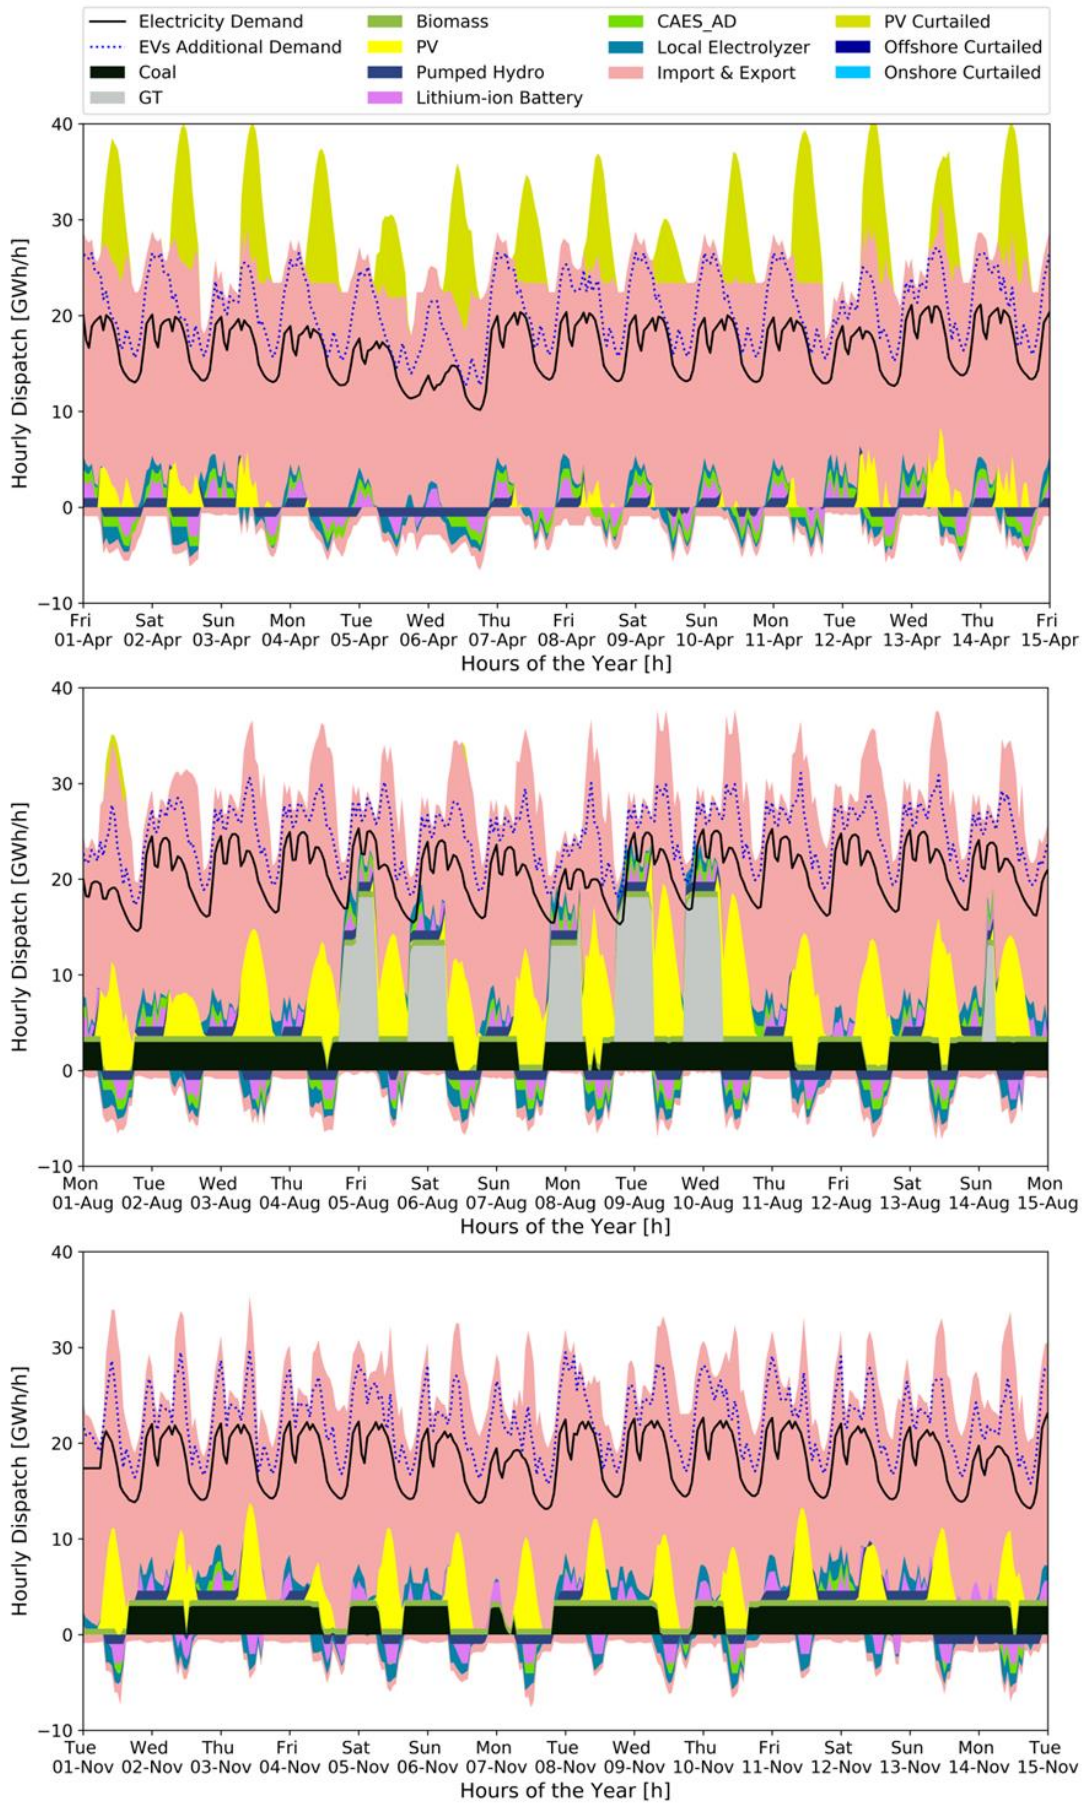 Electricity Demand Biomass CAES_AD PV Curtailed
EVs Additional Demand PV Local Electrolyzer Offshore Curtailed
Coal Pumped Hydro Import & Export Onshore Curtailed
GT Lithium-ion Battery
40
30
20
10
0
−10
Hourly Dispatch [GWh/h]
Fri Sat Sun Mon Tue Wed Thu Fri Sat Sun Mon Tue Wed Thu Fri
01-Apr 02-Apr 03-Apr 04-Apr 05-Apr 06-Apr 07-Apr 08-Apr 09-Apr 10-Apr 11-Apr 12-Apr 13-Apr 14-Apr 15-Apr
Hours of the Year [h]
40
30
20
10
0
−10
Hourly Dispatch [GWh/h]
Mon Tue Wed Thu Fri Sat Sun Mon Tue Wed Thu Fri Sat Sun Mon
01-Aug 02-Aug 03-Aug 04-Aug 05-Aug 06-Aug 07-Aug 08-Aug 09-Aug 10-Aug 11-Aug 12-Aug 13-Aug 14-Aug 15-Aug
Hours of the Year [h]
40
30
20
10
0
−10
Hourly Dispatch [GWh/h]
Tue Wed Thu Fri Sat Sun Mon Tue Wed Thu Fri Sat Sun Mon Tue
01-Nov 02-Nov 03-Nov 04-Nov 05-Nov 06-Nov 07-Nov 08-Nov 09-Nov 10-Nov 11-Nov 12-Nov 13-Nov 14-Nov 15-Nov
Hours of the Year [h]